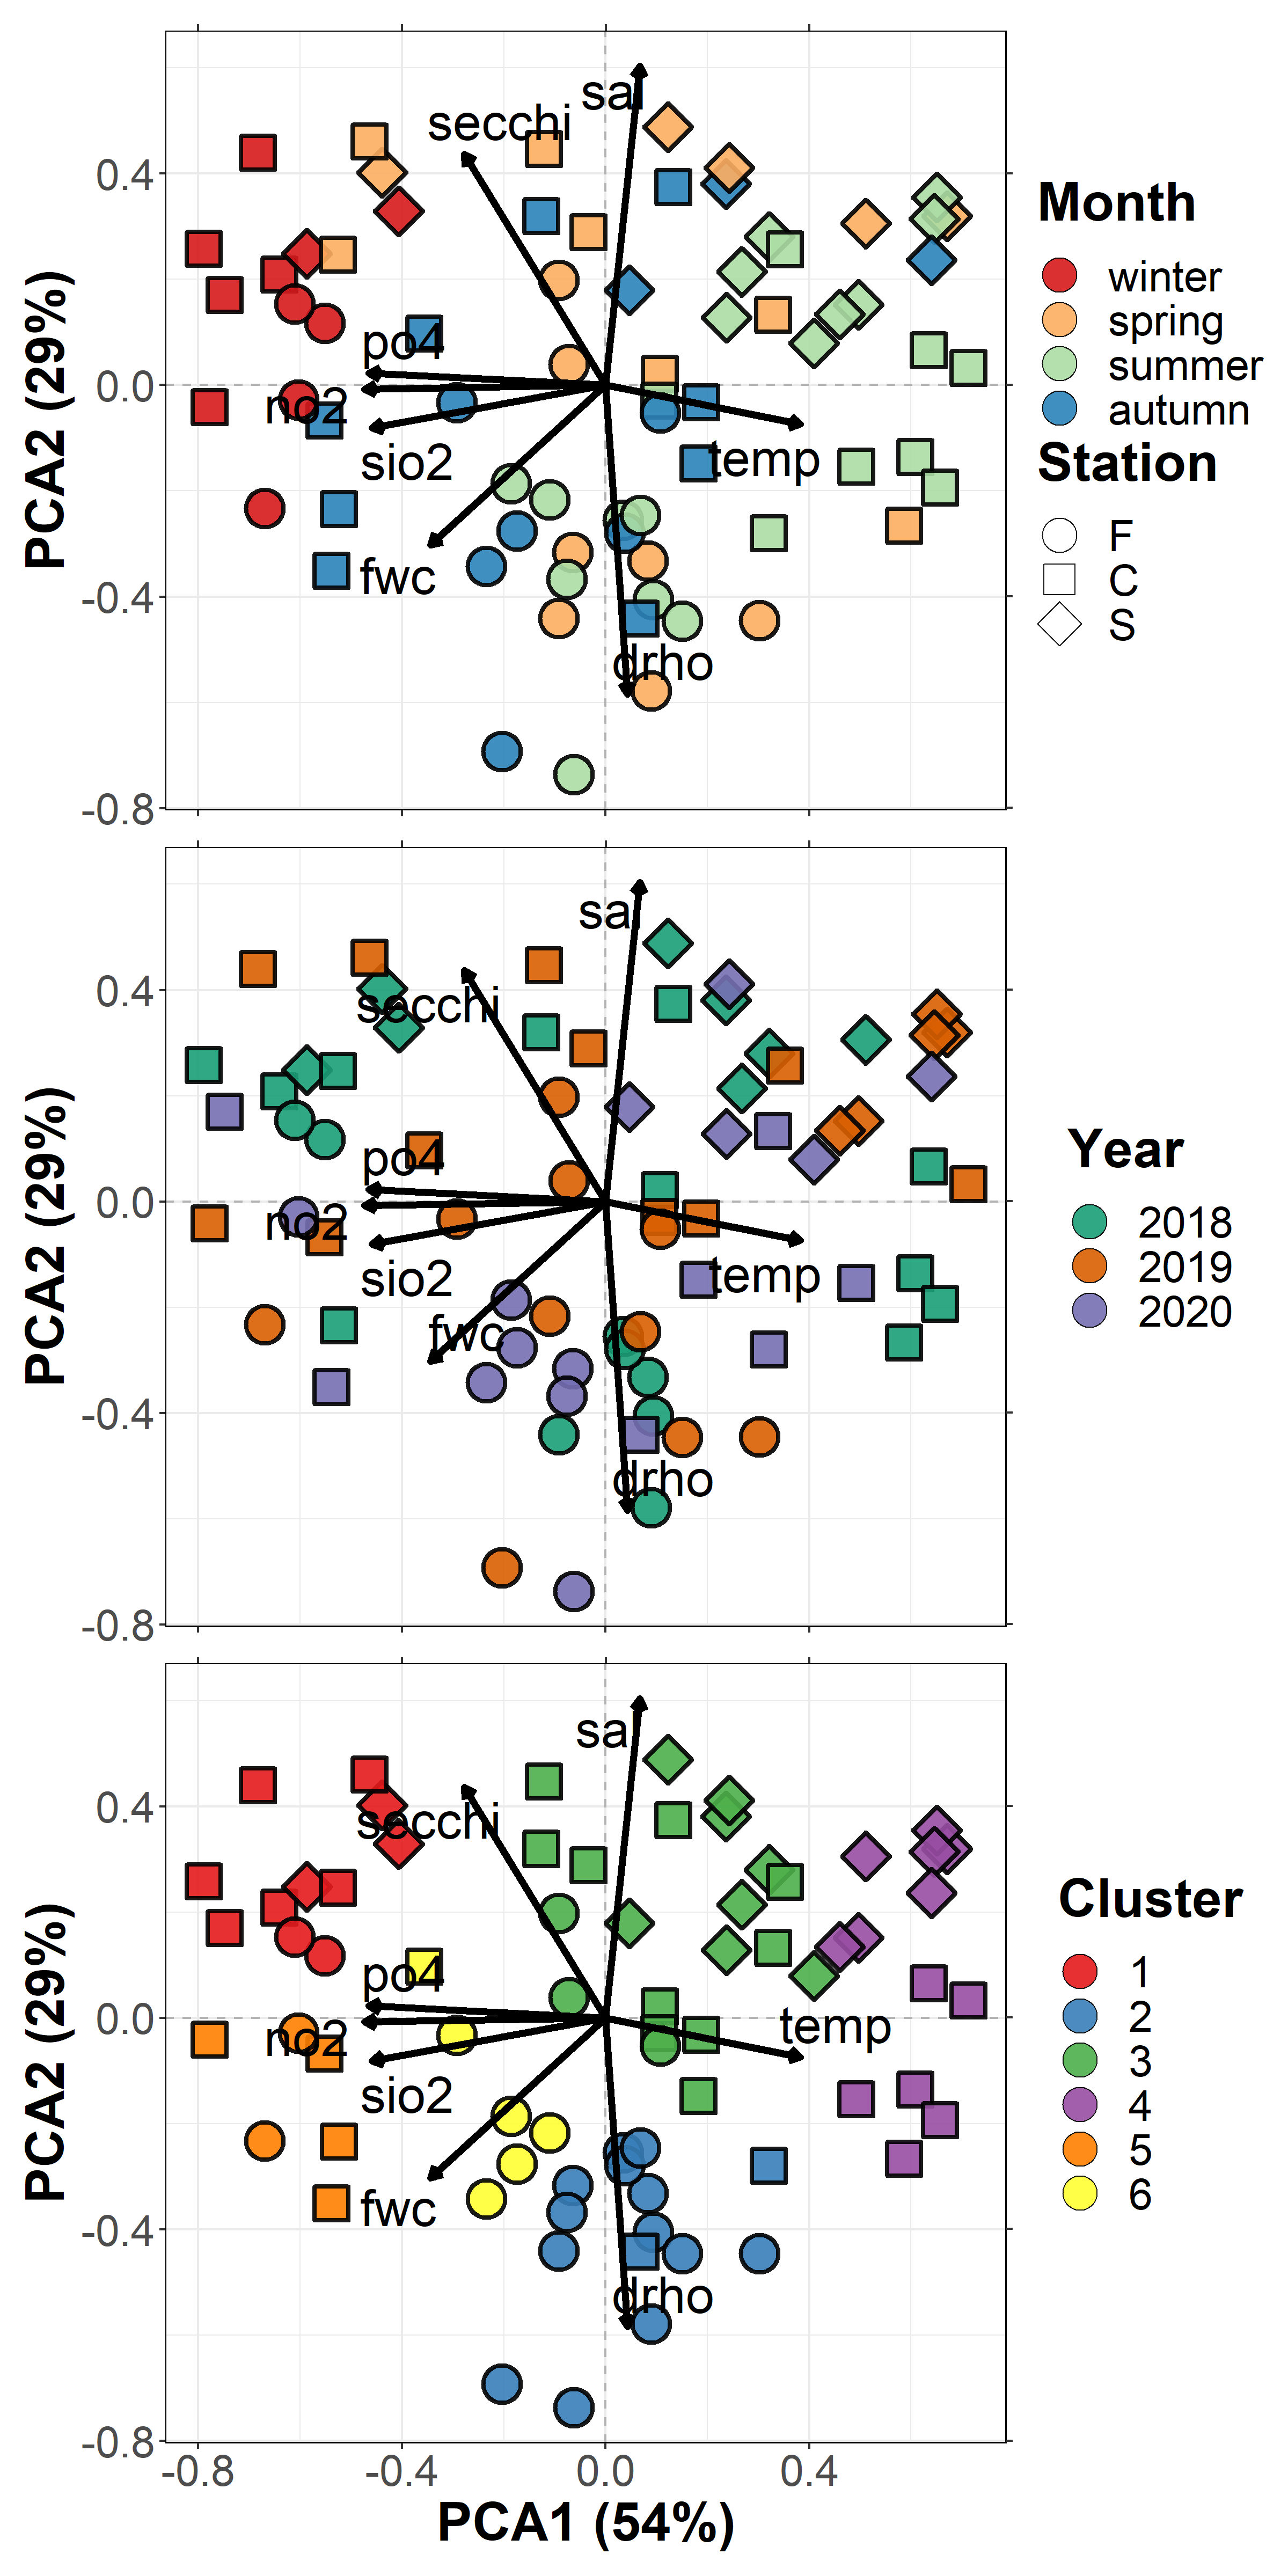 sal
secchi
0.4
po4
0.0
no2
sio2
temp
fwc
-0.4
drho
-0.8
PCA2 (29%)
Month
winter
spring
summer
autumn
Station
F
C
S
sal
0.4
secchi
po4
0.0
no2
sio2
temp
fwc
-0.4
drho
-0.8
PCA2 (29%)
Year
2018
2019
2020
sal
0.4
secchi
po4
0.0
temp
no2
sio2
fwc
-0.4
drho
-0.8
PCA2 (29%)
-0.8 -0.4 0.0 0.4
PCA1 (54%)
Cluster
1
2
3
4
5
6